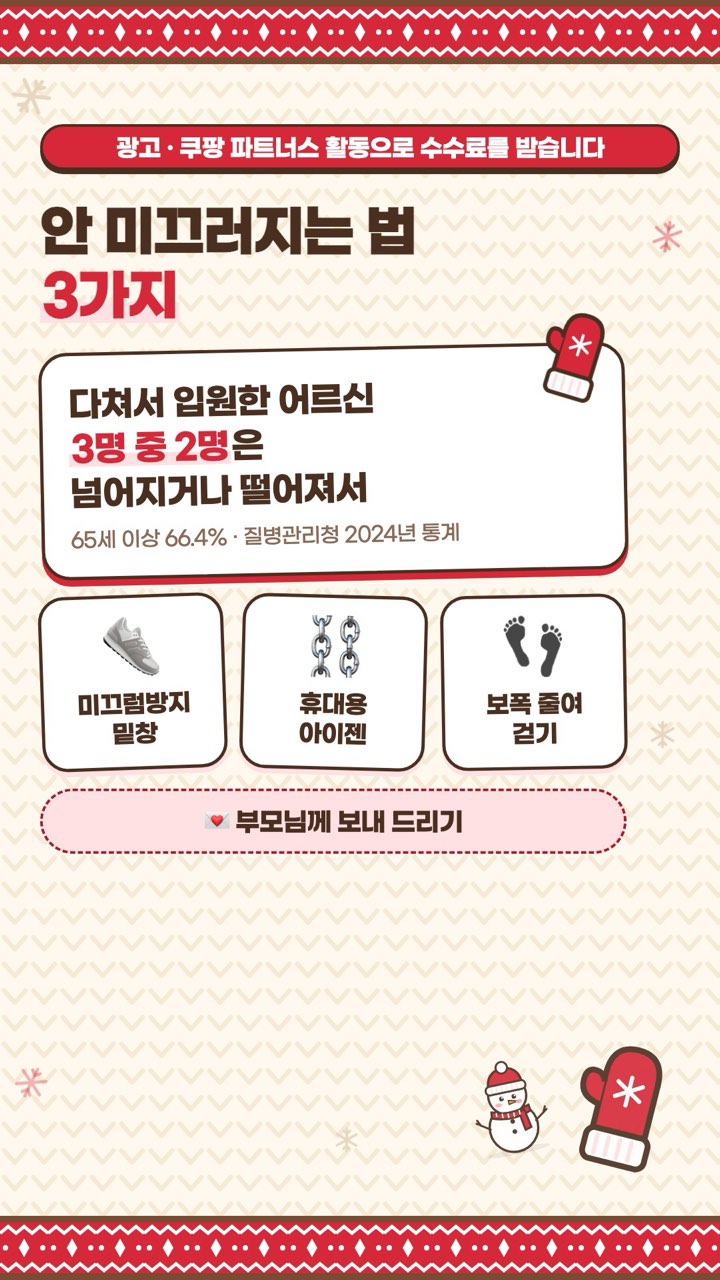 광고 · 쿠팡 파트너스 활동으로 수수료를 받습니다
안 미끄러지는 법
3가지
다쳐서 입원한 어르신
3명 중 2명은
넘어지거나 떨어져서
65세 이상 66.4% · 질병관리청 2024년 통계
미끄럼방지
밑창
휴대용
아이젠
보폭 줄여
걷기
부모님께 보내 드리기